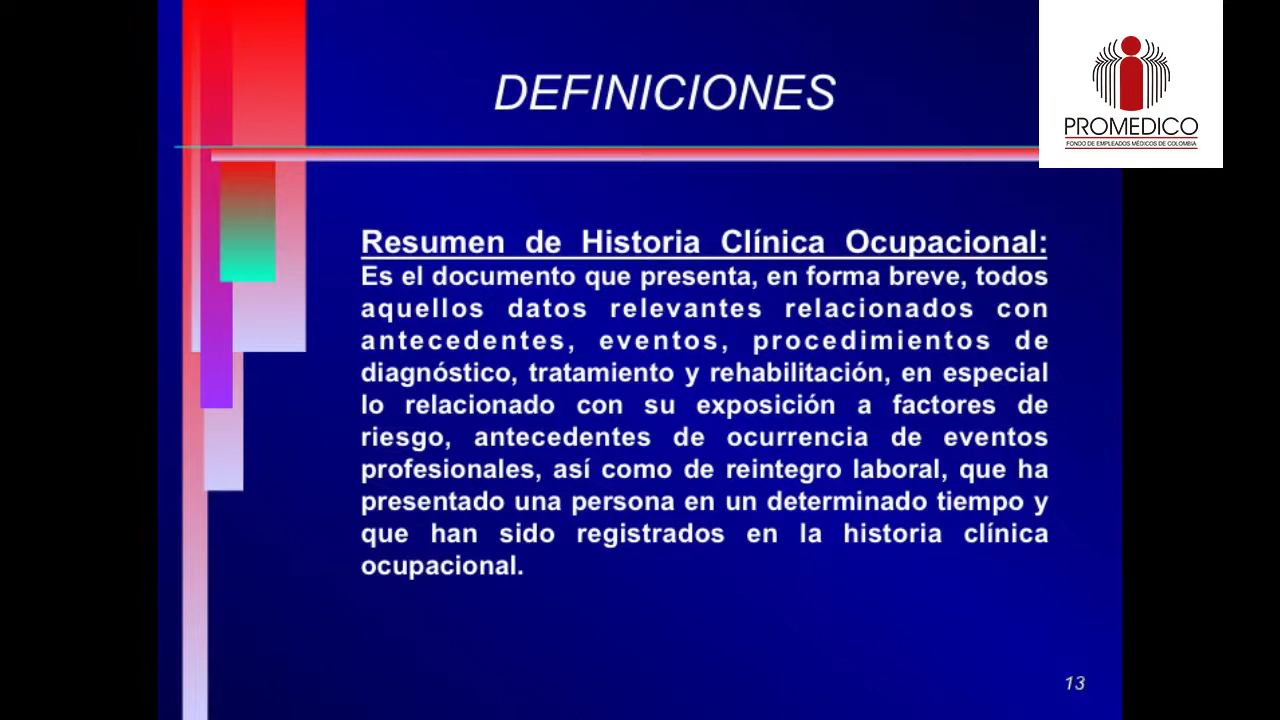 DEFINICIONES
PROMEDICO
FONDO DE EMPLEADOS MÉDICOS DE COLOMBIA
Resumen de Historia Clínica Ocupacional:
Es el documento que presenta, en forma breve, todos
aquellos datos relevantes relacionados con
antecedentes, eventos, procedimientos de
diagnóstico, tratamiento y rehabilitación, en especial
lo relacionado con su exposición a factores de
riesgo, antecedentes de ocurrencia de eventos
profesionales, así como de reintegro laboral, que ha
presentado una persona en un determinado tiempo y
que han sido registrados en la historia clínica
ocupacional.
13